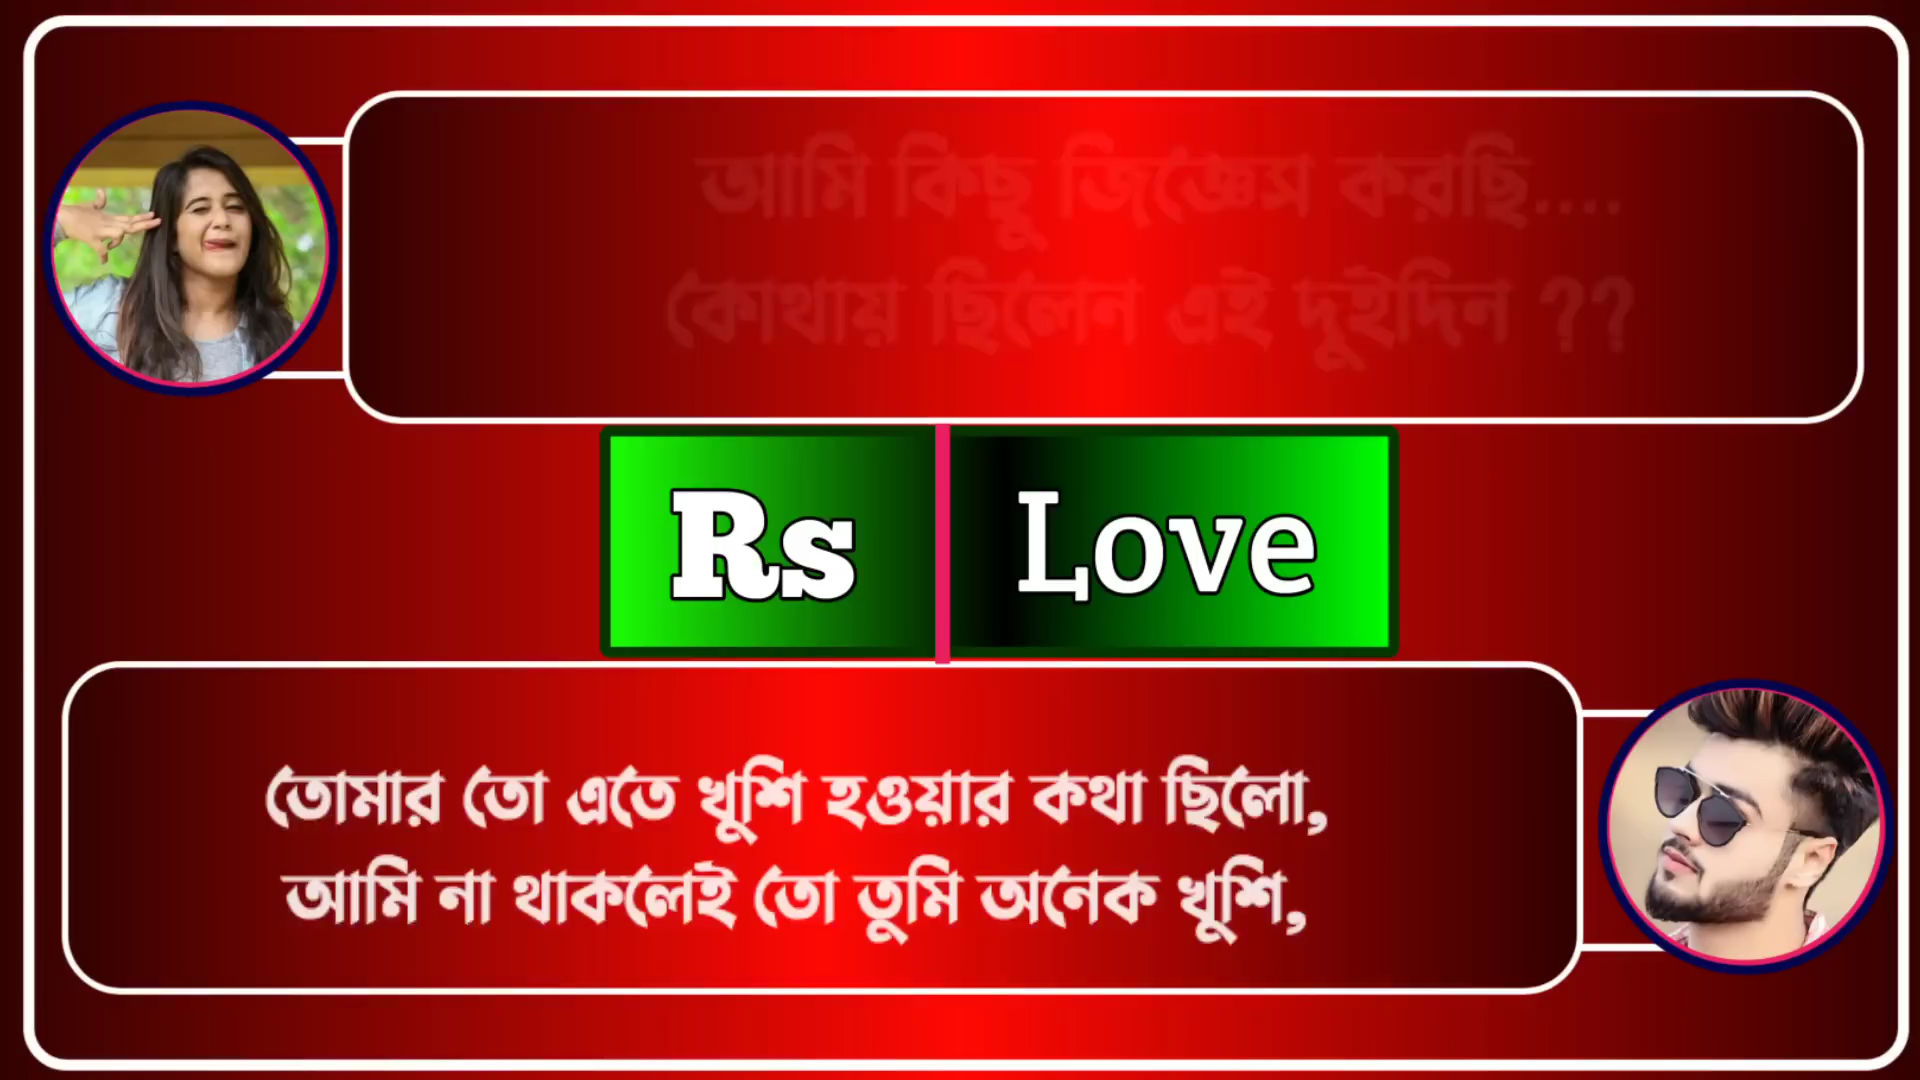 আমি কিছু জিজ্ঞেস করছি....
কোথায় ছিলেন এই দুইদিন ??
Rs Love
তোমার তো এতে খুশি হওয়ার কথা ছিলো,
আমি না থাকলেই তো তুমি অনেক খুশি,